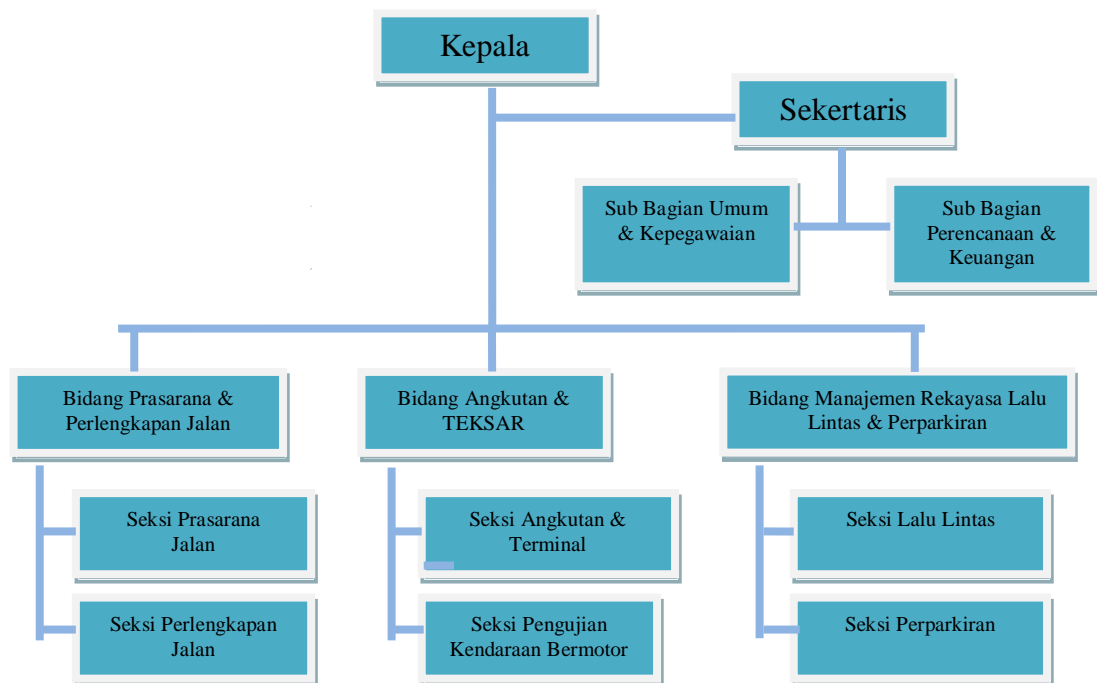 Kepala
Sekertaris
Sub Bagian Umum
& Kepegawaian
Sub Bagian
Perencanaan &
Keuangan
Bidang Prasarana &
Perlengkapan Jalan
Bidang Angkutan &
TEKSAR
Bidang Manajemen Rekayasa Lalu
Lintas & Perparkiran
Seksi Prasarana
Jalan
Seksi Angkutan &
Terminal
Seksi Lalu Lintas
Seksi Perlengkapan
Jalan
Seksi Pengujian
Kendaraan Bermotor
Seksi Perparkiran